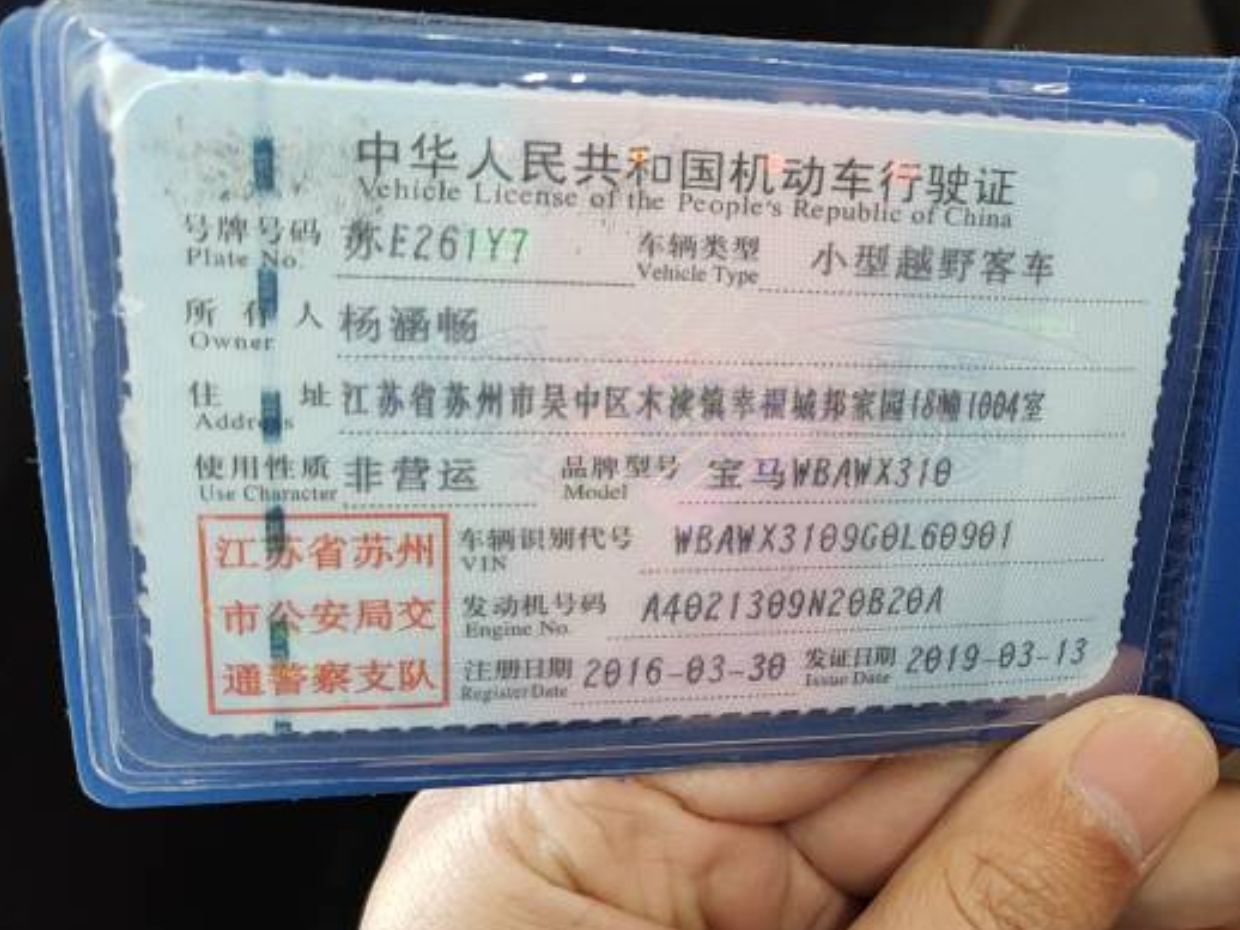 中华人民共和国机动车行驶证
Vehicle License of the People's Republic of China
号牌号码 苏E261Y7 车辆类型 小型越野客车
Plate No. Vehicle Type
所有人 杨涵畅
Owner
住址 江苏省苏州市吴中区木渎镇幸福城邦家园18幢1004室
Address
使用性质 非营运 品牌型号 宝马WBAWX310
Use Character Model
江苏省苏州 车辆识别代号 WBAWX3109G0L60901
VIN
市公安局交 发动机号码 A4021309N20B20A
Engine No.
通警察支队 注册日期 2016-03-30 发证日期 2019-03-13
Register Date Issue Date